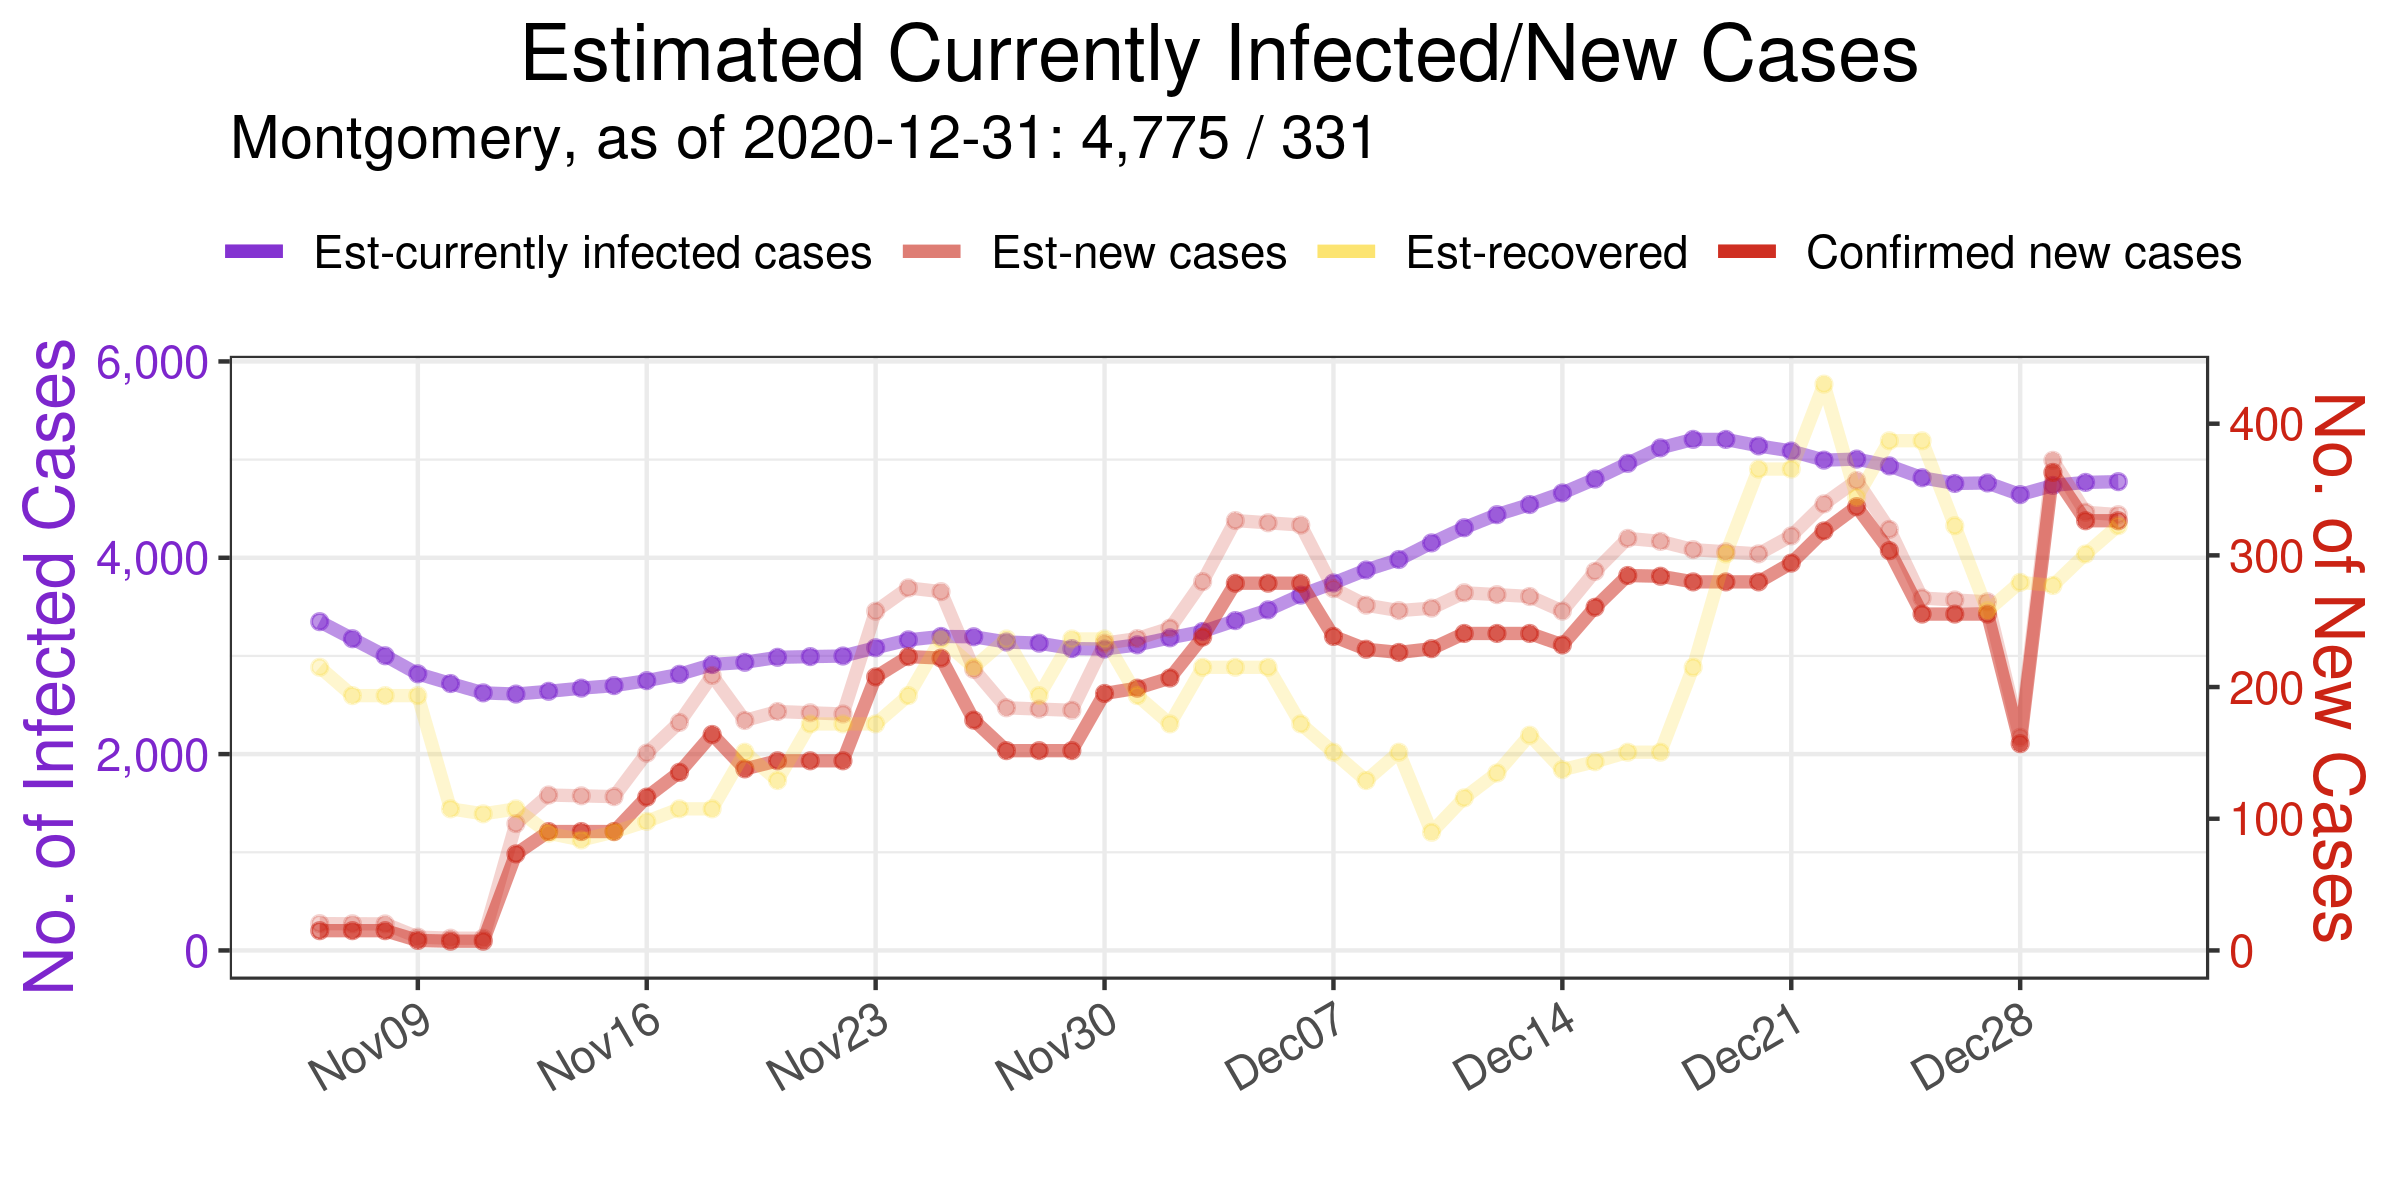 Estimated Currently Infected/New Cases
Montgomery, as of 2020-12-31: 4,775 / 331
Est-currently infected cases Est-new cases Est-recovered Confirmed new cases
No. of Infected Cases
6,000
4,000
2,000
0
400
300
200
100
0
No. of New Cases
Nov09 Nov16 Nov23 Nov30 Dec07 Dec14 Dec21 Dec28